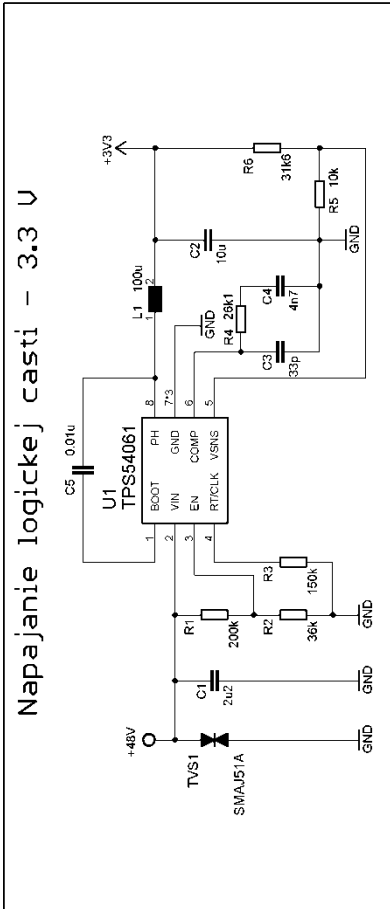 Napajanie logickej casti - 3.3 V
C5
0.01u
U1
TPS54061
L1
100u
1
2
+3V3
+48V
TVS1
SMAJ51A
C1
2u2
R1
200k
R2
36k
R3
150k
1
BOOT
PH
8
2
VIN
GND
7*3
3
EN
COMP
6
4
RT/CLK
VSNS
5
GND
C2
10u
R4
26k1
C3
33p
C4
4n7
R6
31k6
R5
10k
GND
GND
GND
GND